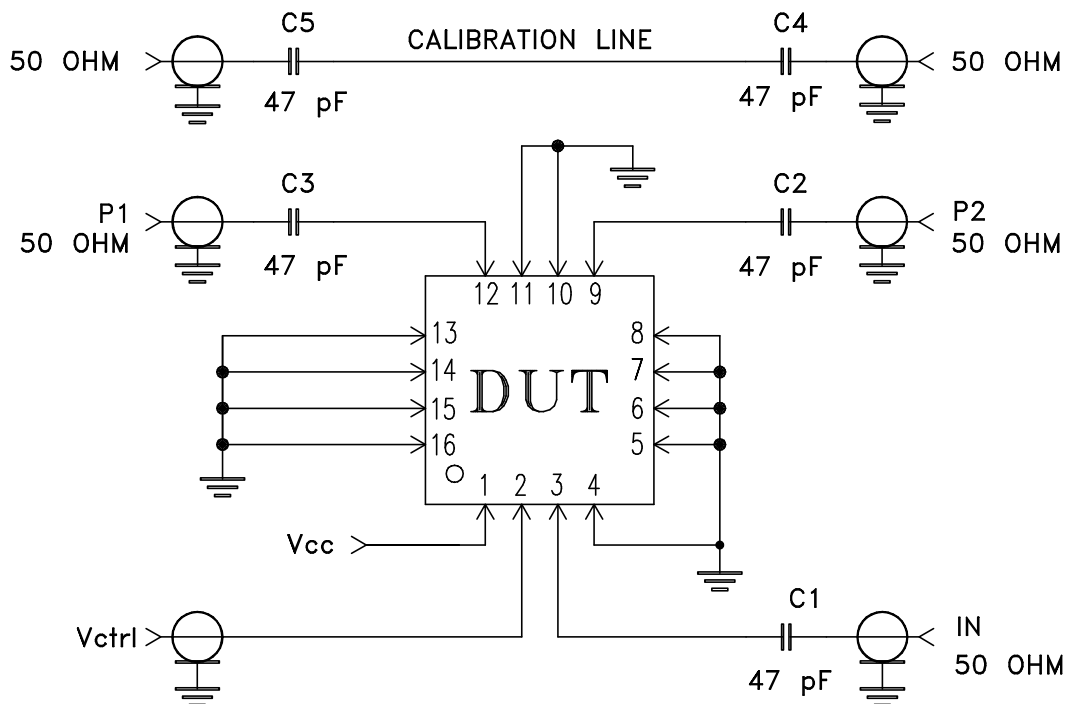 C5
CALIBRATION LINE
C4
50 OHM
50 OHM
47 pF
47 pF
C3
C2
P1
50 OHM
P2
50 OHM
47 pF
47 pF
12 11 10 9
13
14
15
16
DUT
8
7
6
5
1 2 3 4
Vcc
C1
Vctrl
IN
50 OHM
47 pF